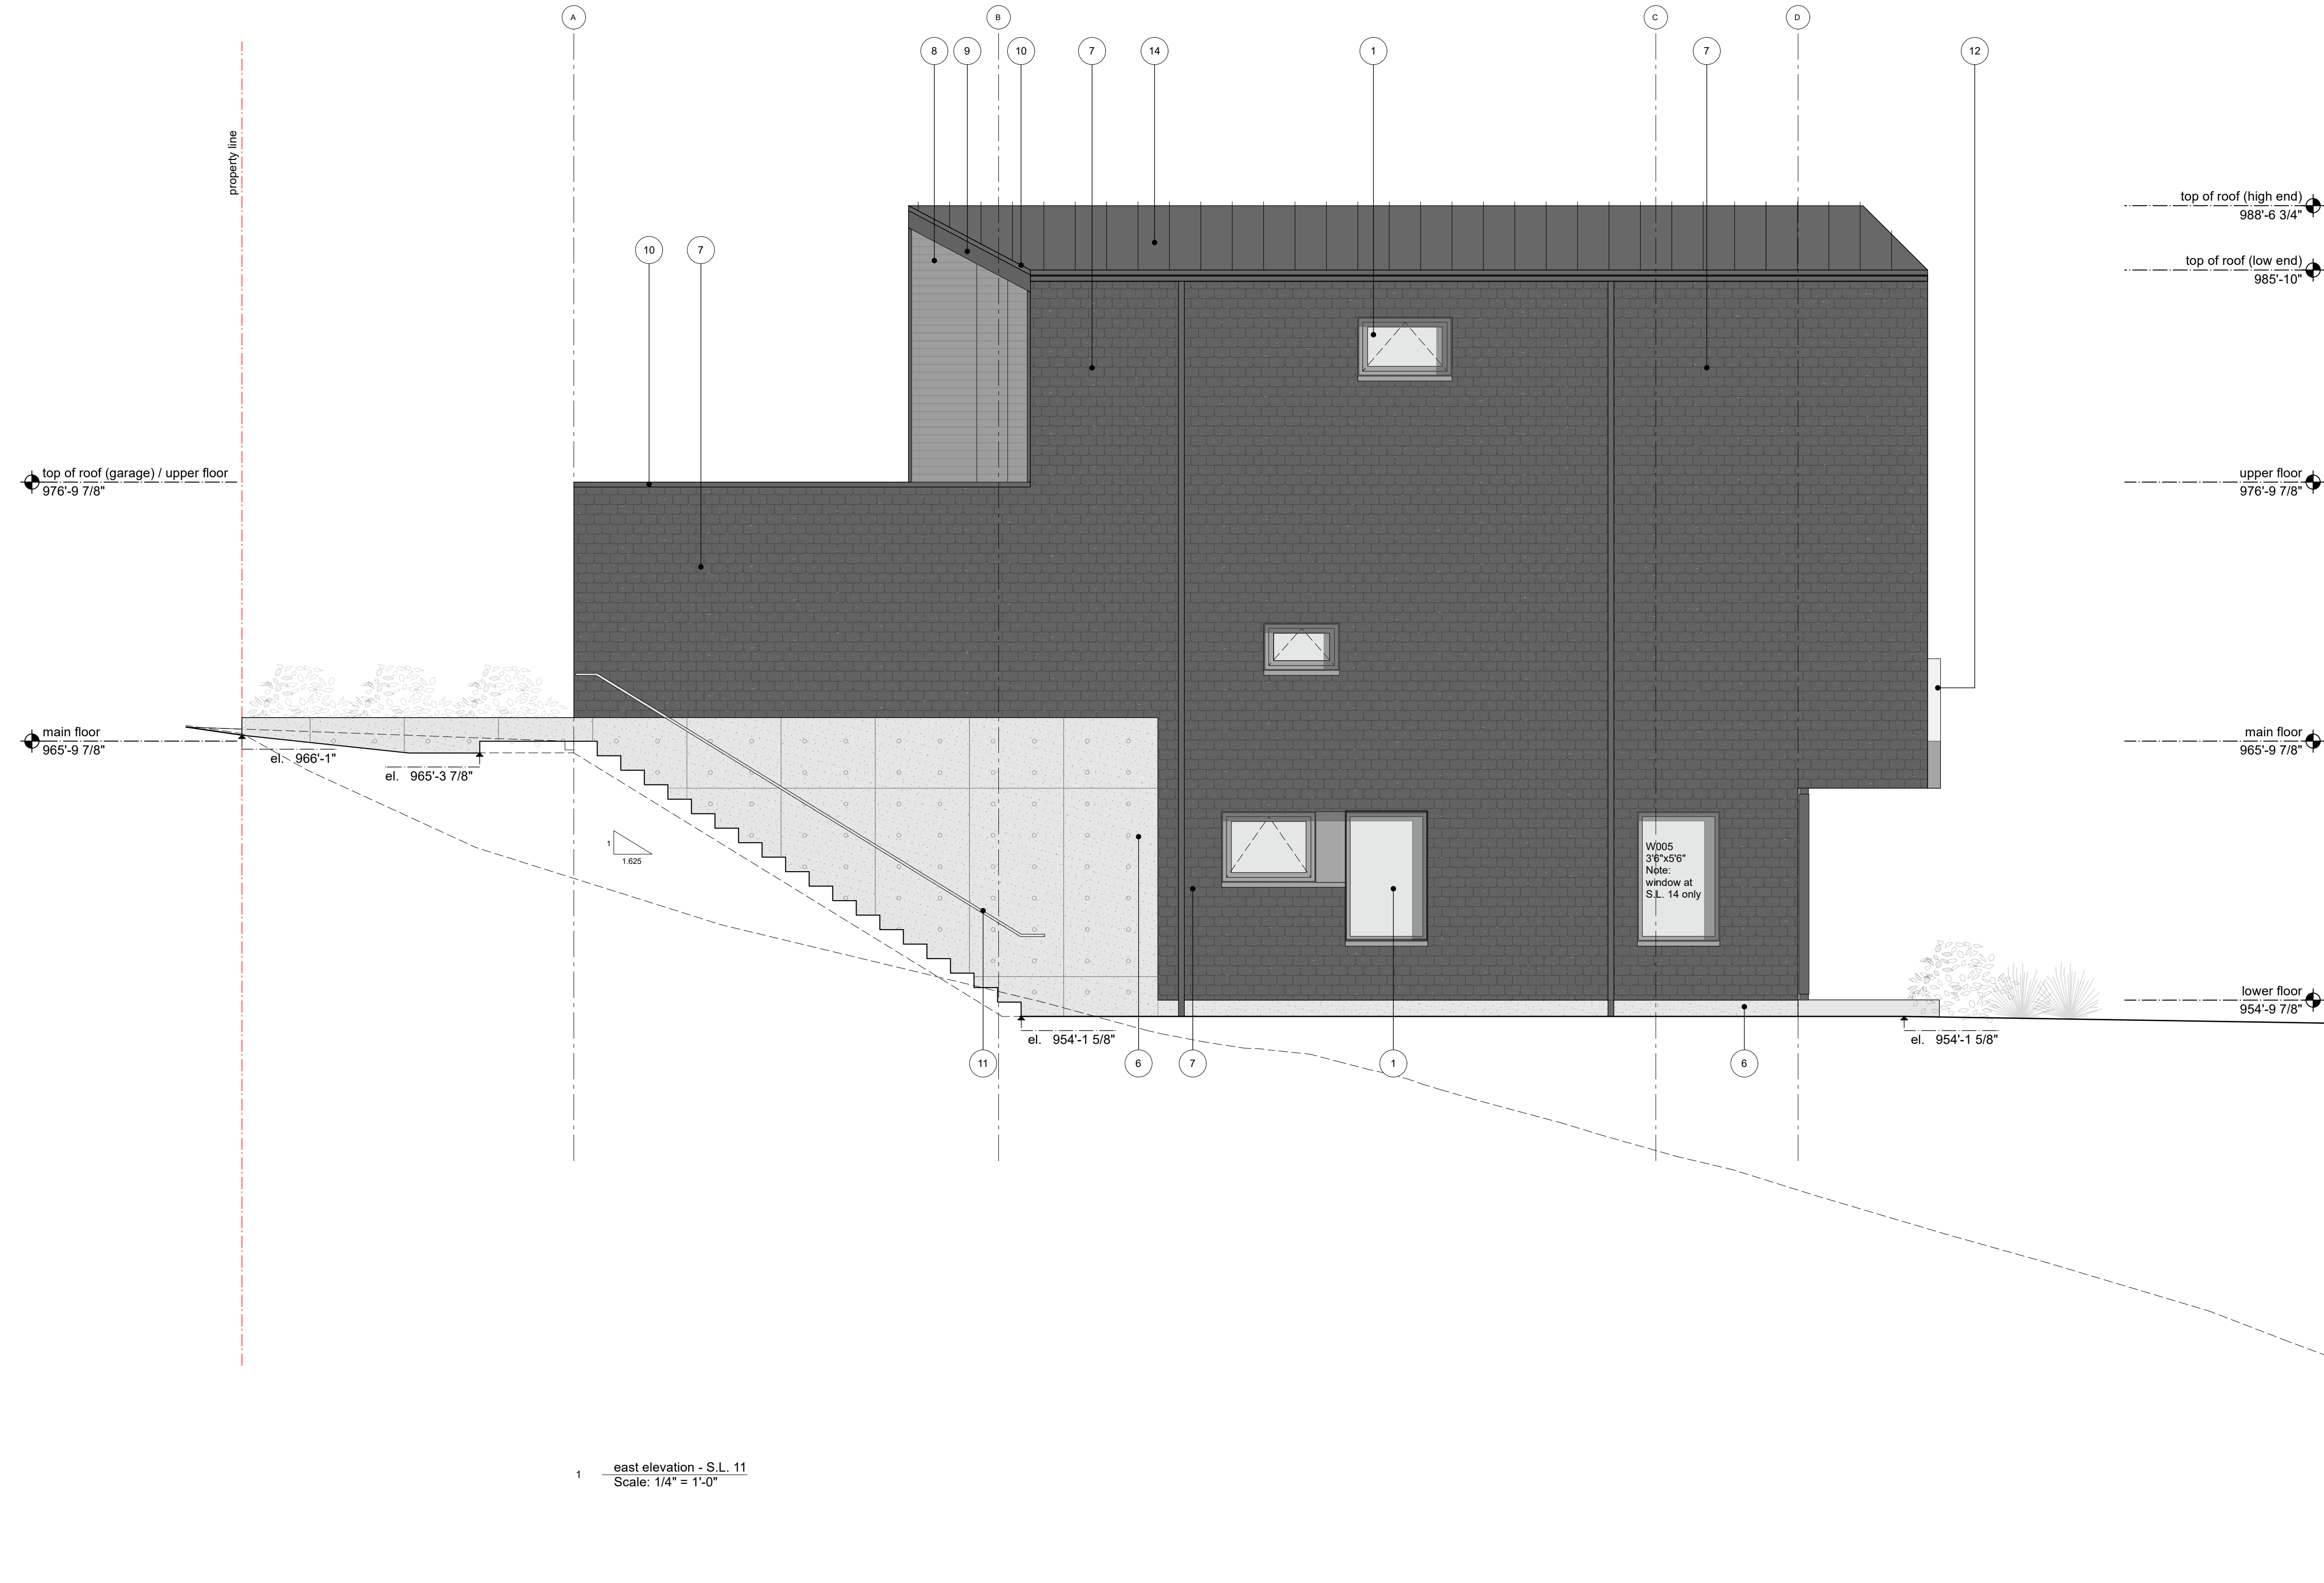 A
B
C
D
8
9
10
7
14
1
7
12
property line
top of roof (high end)
988'-6 3/4"
10
7
top of roof (low end)
985'-10"
top of roof (garage) / upper floor
976'-9 7/8"
upper floor
976'-9 7/8"
main floor
965'-9 7/8"
main floor
965'-9 7/8"
el. 966'-1"
el. 965'-3 7/8"
1
1.625
W005
3'6"x5'6"
Note:
window at
S.L. 14 only
lower floor
954'-9 7/8"
el. 954'-1 5/8"
el. 954'-1 5/8"
11
6
7
1
6
1
east elevation - S.L. 11
Scale: 1/4" = 1'-0"